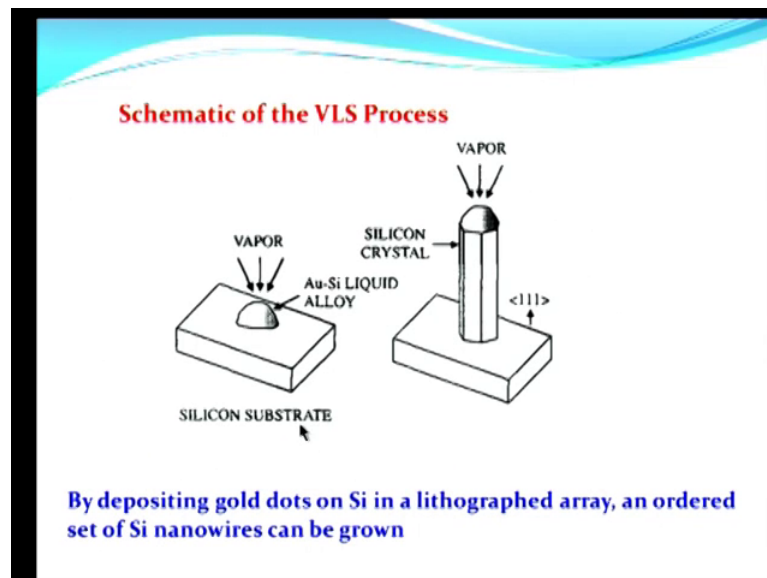 Schematic of the VLS Process
VAPOR
Au-Si LIQUID
ALLOY
SILICON SUBSTRATE
VAPOR
SILICON
CRYSTAL
<111>
By depositing gold dots on Si in a lithographed array, an ordered
set of Si nanowires can be grown